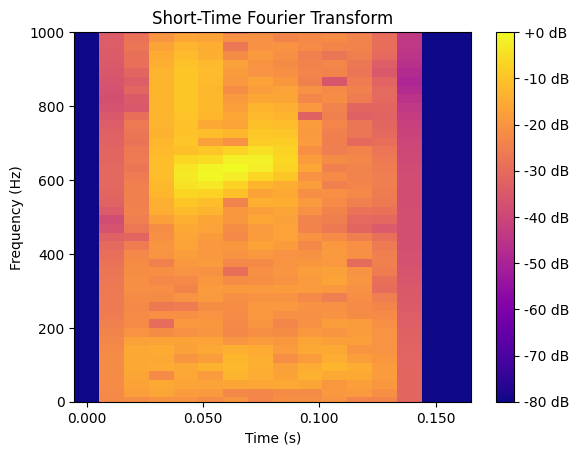 Short-Time Fourier Transform
1000
800
600
400
200
0
Frequency (Hz)
0.000
0.050
0.100
0.150
Time (s)
+0 dB
-10 dB
-20 dB
-30 dB
-40 dB
-50 dB
-60 dB
-70 dB
-80 dB